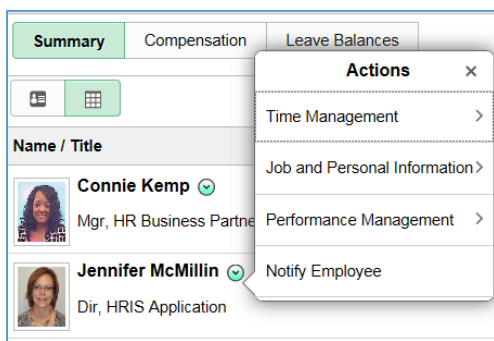 Summary
Compensation
Leave Balances
Actions ×
Time Management
Name / Title
Job and Personal Information
Connie Kemp
Mgr, HR Business Partne
Performance Management
Jennifer McMillin
Notify Employee
Dir, HRIS Application